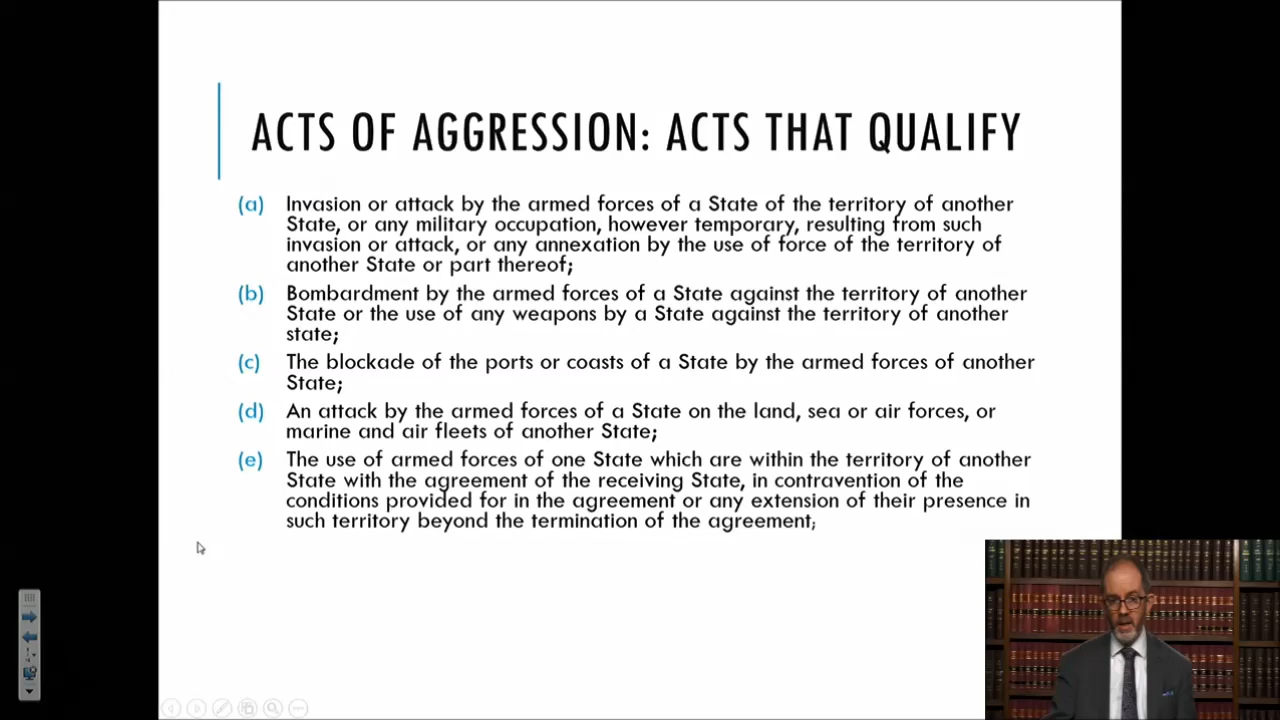 ACTS OF AGGRESSION: ACTS THAT QUALIFY
(a) Invasion or attack by the armed forces of a State of the territory of another
State, or any military occupation, however temporary, resulting from such
invasion or attack, or any annexation by the use of force of the territory of
another State or part thereof;
(b) Bombardment by the armed forces of a State against the territory of another
State or the use of any weapons by a State against the territory of another
state;
(c) The blockade of the ports or coasts of a State by the armed forces of another
State;
(d) An attack by the armed forces of a State on the land, sea or air forces, or
marine and air fleets of another State;
(e) The use of armed forces of one State which are within the territory of another
State with the agreement of the receiving State, in contravention of the
conditions provided for in the agreement or any extension of their presence in
such territory beyond the termination of the agreement;